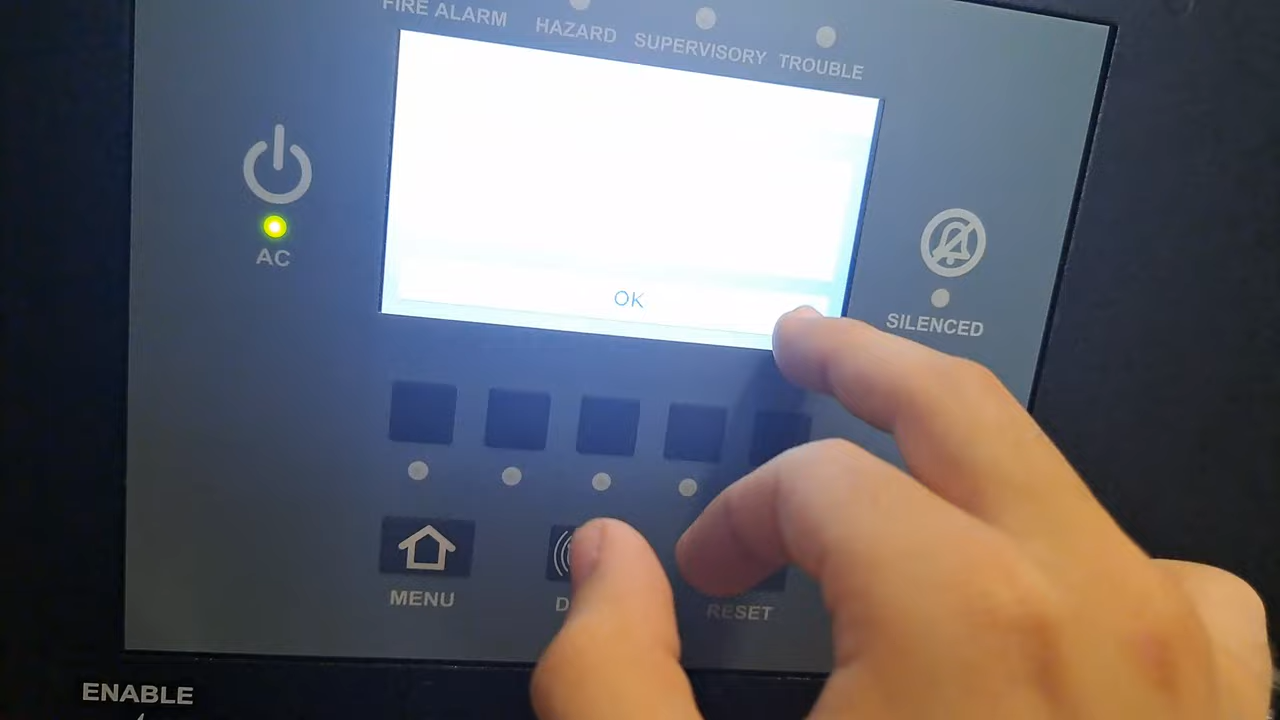 FIRE ALARM
HAZARD
SUPERVISORY
TROUBLE
AC
OK
SILENCED
MENU
RESET
ENABLE